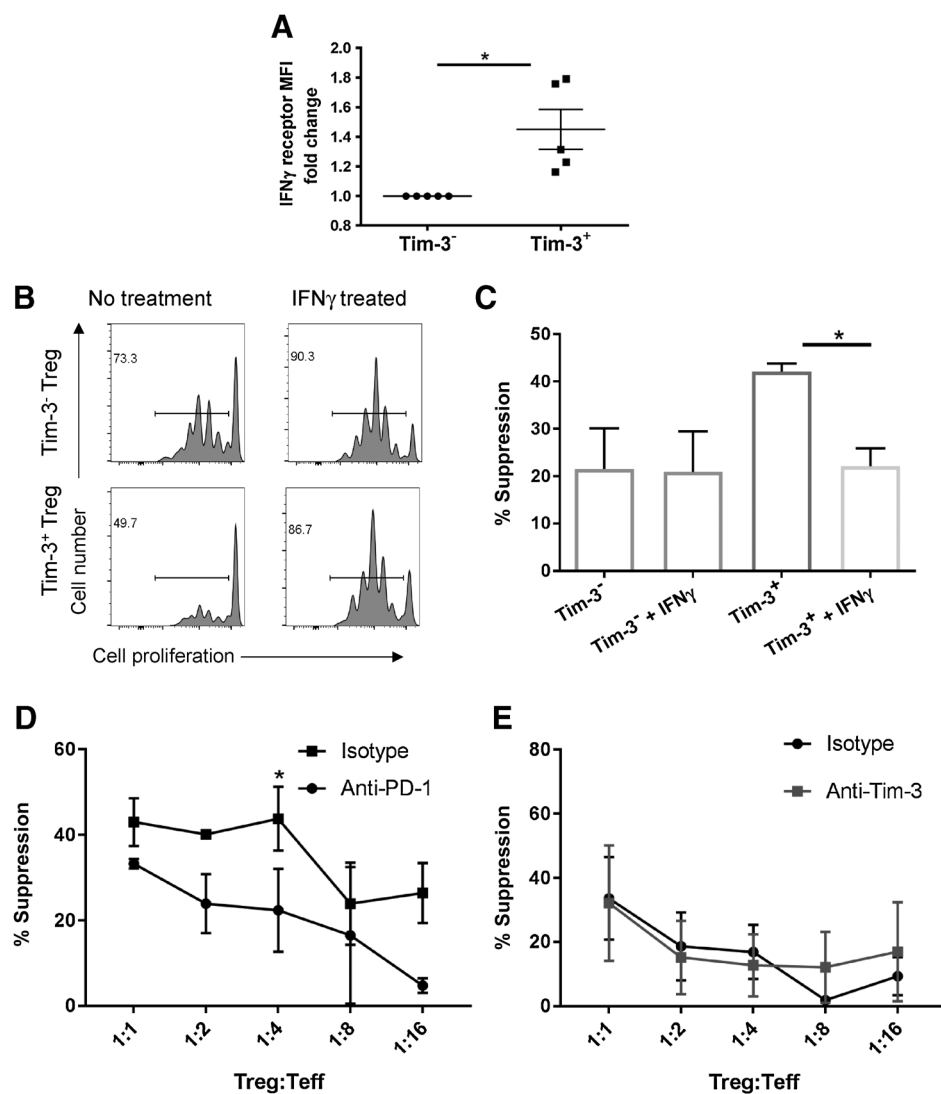 A
IFNγ receptor MFI
fold change
2.0
1.8
1.6
1.4
1.2
1.0
0.8
*
Tim-3⁻
Tim-3⁺
B
No treatment
IFNγ treated
Tim-3⁻ Treg
Tim-3⁺ Treg
Cell number
73.3
90.3
49.7
86.7
Cell proliferation
C
% Suppression
50
40
30
20
10
0
*
Tim-3⁻
Tim-3⁻ + IFNγ
Tim-3⁺
Tim-3⁺ + IFNγ
D
% Suppression
60
40
20
0
Isotype
Anti-PD-1
*
1:1
1:2
1:4
1:8
1:16
Treg:Teff
E
% Suppression
80
60
40
20
0
Isotype
Anti-Tim-3
1:1
1:2
1:4
1:8
1:16
Treg:Teff